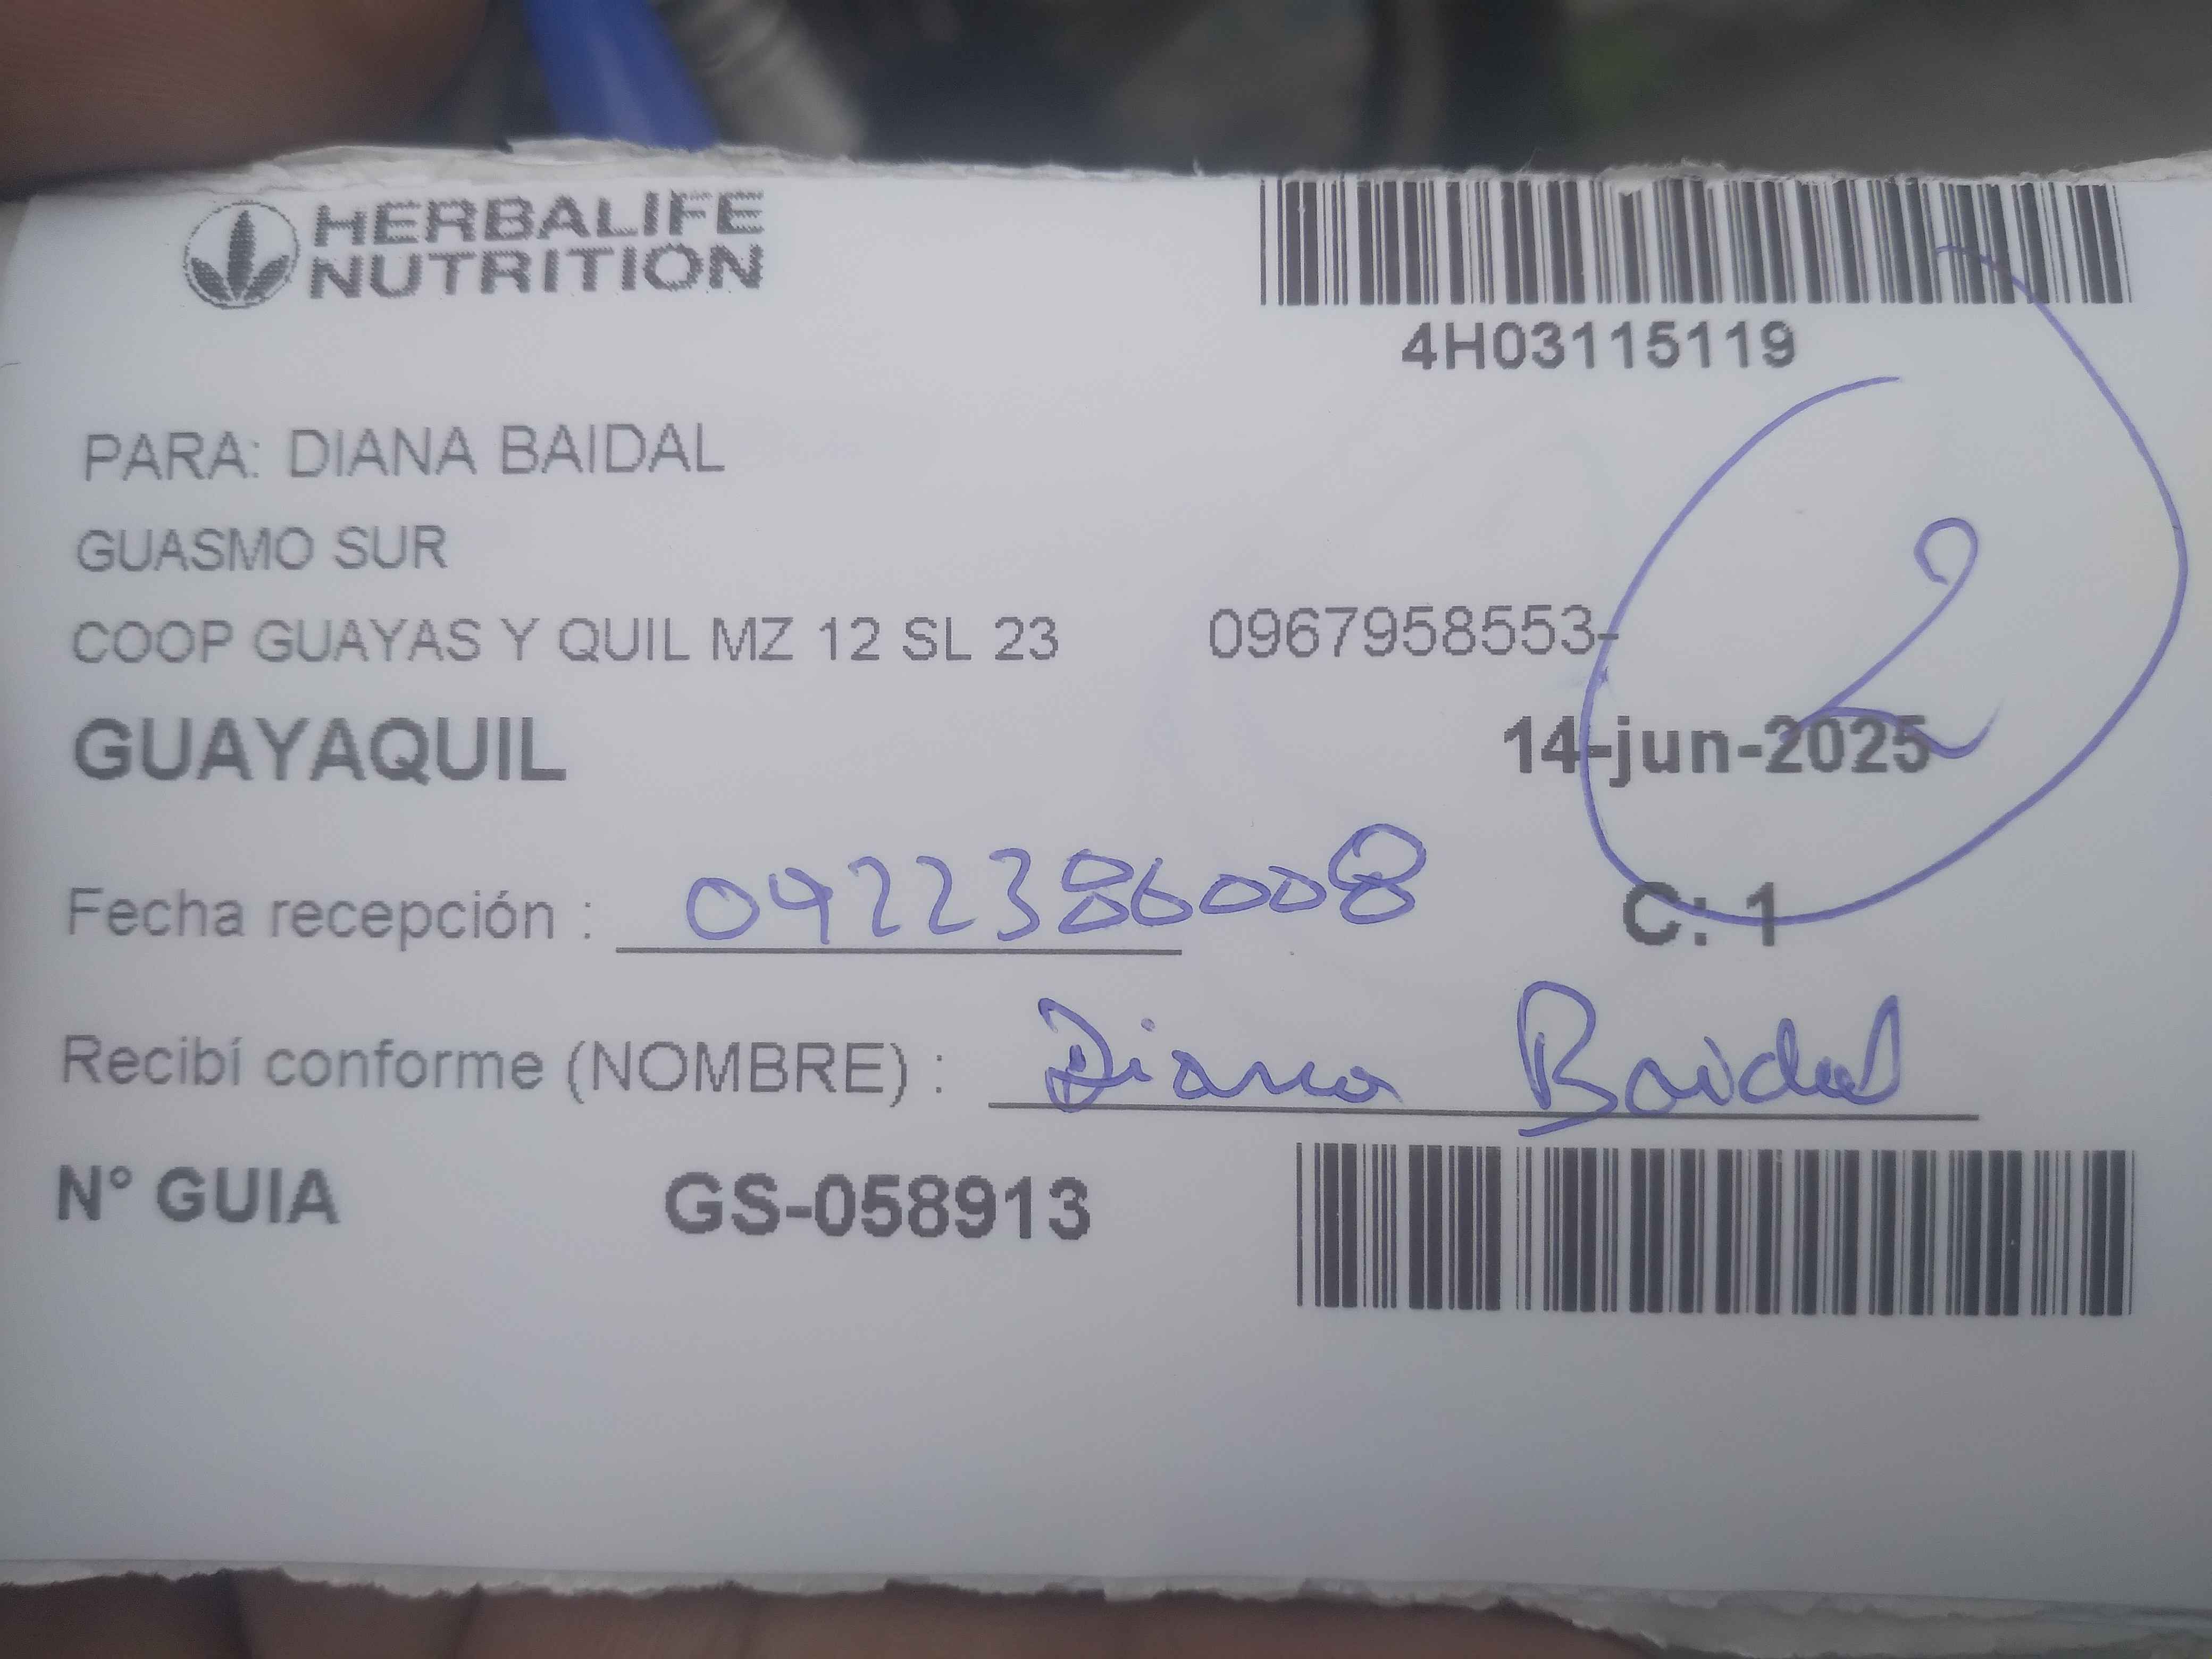 HERBALIFE
NUTRITION
4H03115119
PARA: DIANA BAIDAL
GUASMO SUR
COOP GUAYAS Y QUIL MZ 12 SL 23 0967958553-
2
GUAYAQUIL 14-jun-2025
Fecha recepción : 0922386008 C: 1
Recibí conforme (NOMBRE) : Diana Baidal
N° GUIA GS-058913